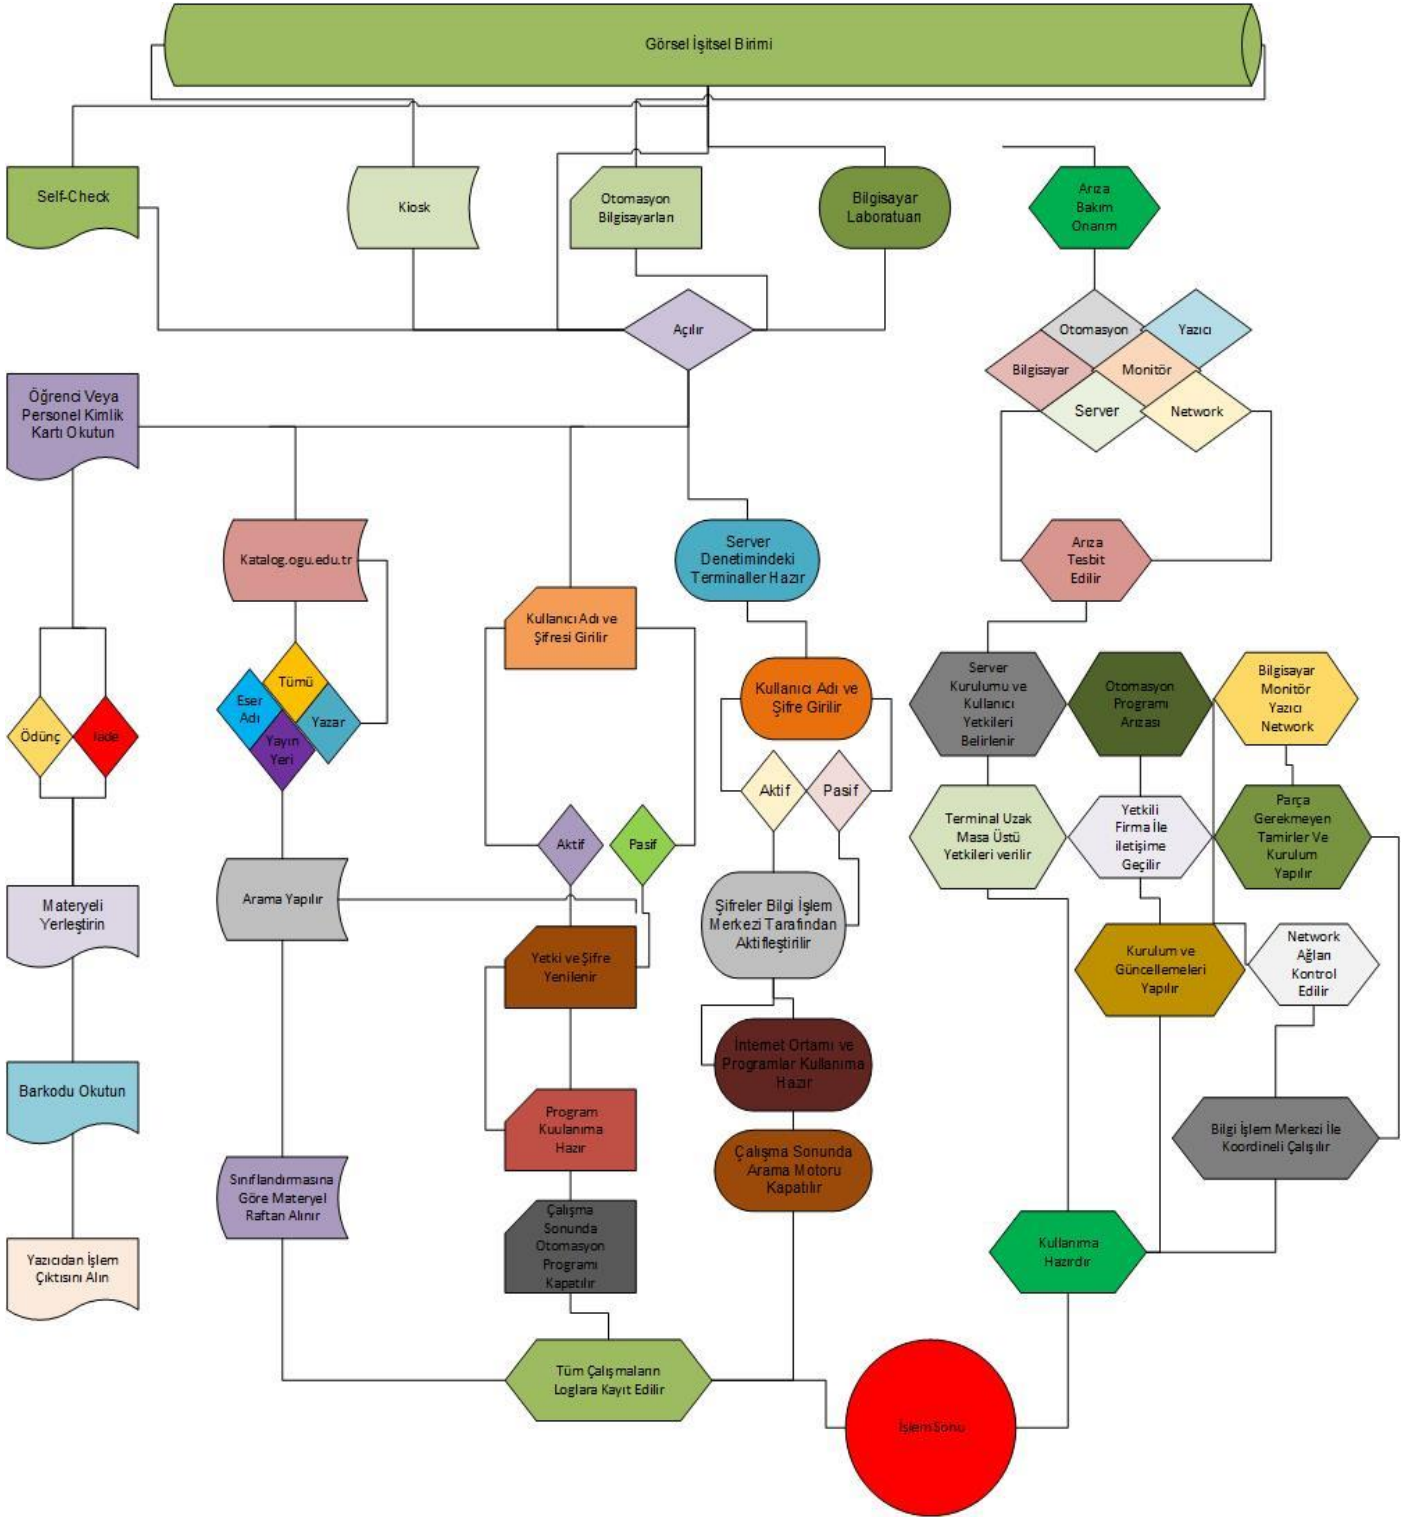 Görsel İşitsel Birimi
Self-Check
Kiosk
Otomasyon
Bilgisayarları
Bilgisayar
Laboratuarı
Arıza
Bakım
Onarım
Açılır
Otomasyon
Yazıcı
Bilgisayar
Monitör
Server
Network
Öğrenci Veya
Personel Kimlik
Kartı Okutun
Katalog.ogu.edu.tr
Server
Denetimindeki
Terminaller Hazır
Arıza
Tesbit
Edilir
Kullanıcı Adı ve
Şifresi Girilir
Kullanıcı Adı ve
Şifre Girilir
Server
Kurulumu ve
Kullanıcı
Yetkileri
Belirlenir
Otomasyon
Programı
Arızası
Bilgisayar
Monitör
Yazıcı
Network
Tümü
Eser
Adı
Yazar
Yayın
Yeri
Ödünç
İade
Aktif
Pasif
Aktif
Pasif
Terminal Uzak
Masa Üstü
Yetkileri verilir
Yetkili
Firma İle
iletişime
Geçilir
Parça
Gerekmeyen
Tamirler Ve
Kurulum
Yapılır
Materyeli
Yerleştirin
Arama Yapılır
Şifreler Bilgi İşlem
Merkezi Tarafından
Aktifleştirilir
Yetki ve Şifre
Yenilenir
Kurulum ve
Güncellemeleri
Yapılır
Network
Ağları
Kontrol
Edilir
İnternet Ortamı ve
Programlar Kullanıma
Hazır
Barkodu Okutun
Program
Kuulanıma
Hazır
Bilgi İşlem Merkezi İle
Koordineli Çalışılır
Çalışma Sonunda
Arama Motoru
Kapatılır
Sınıflandırmasına
Göre Materyel
Raftan Alınır
Çalışma
Sonunda
Otomasyon
Programı
Kapatılır
Yazıcıdan İşlem
Çıktısını Alın
Kullanıma
Hazırdır
Tüm Çalışmaların
Loglara Kayıt Edilir
İşlem Sonu